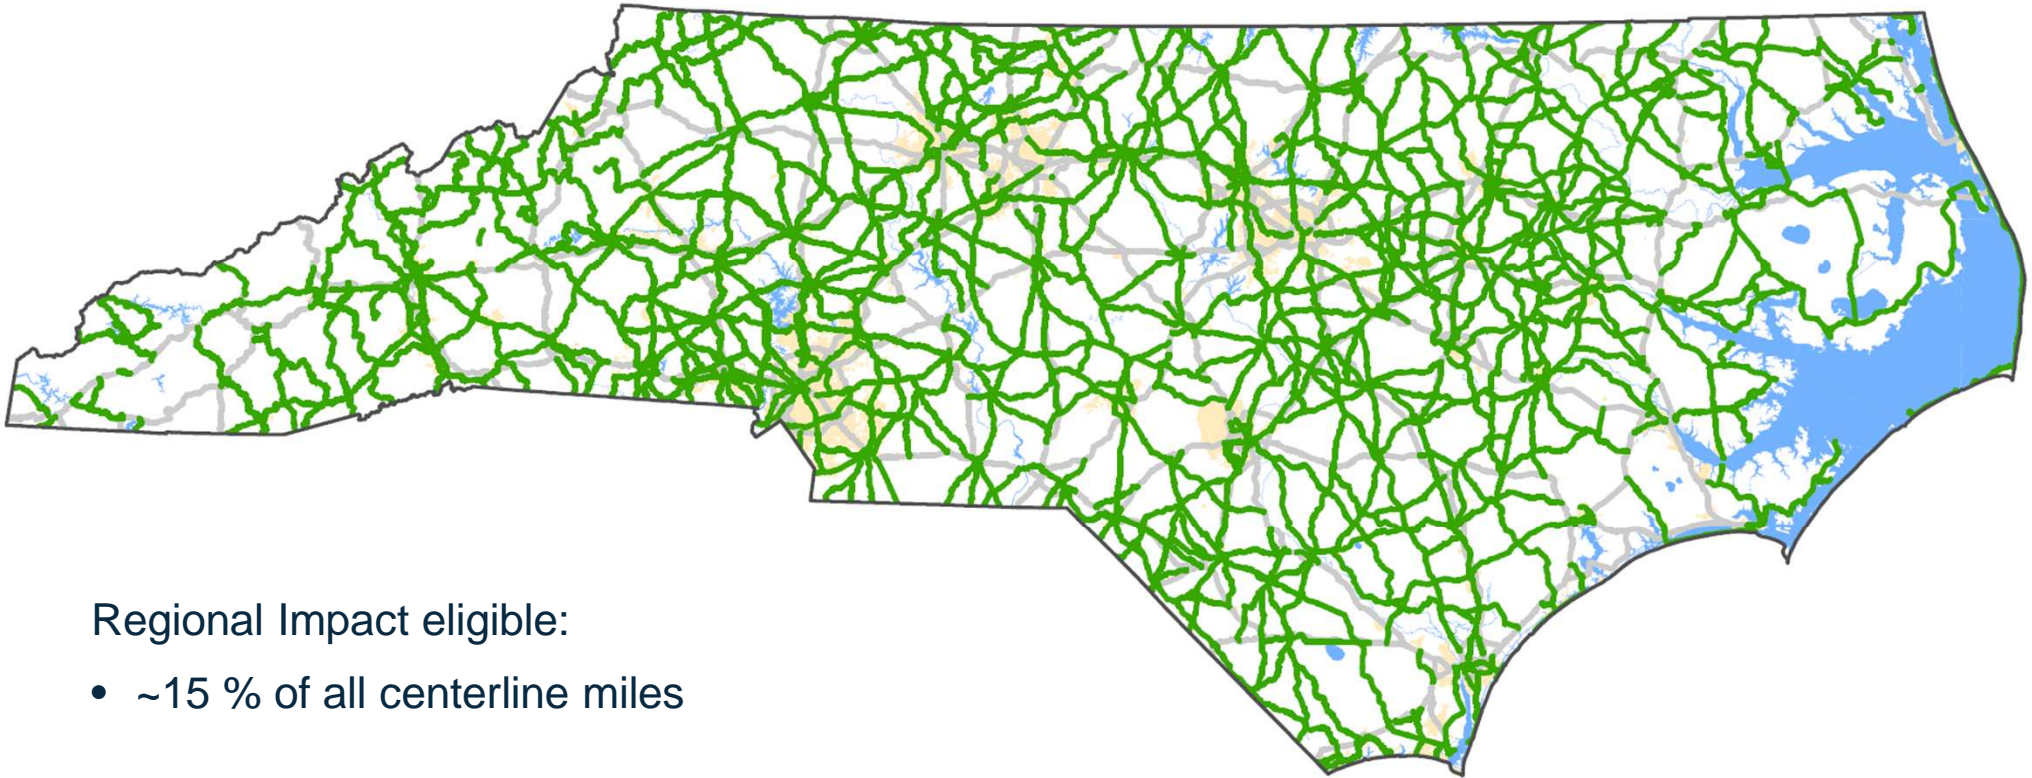 Regional Impact eligible:
• ~15 % of all centerline miles